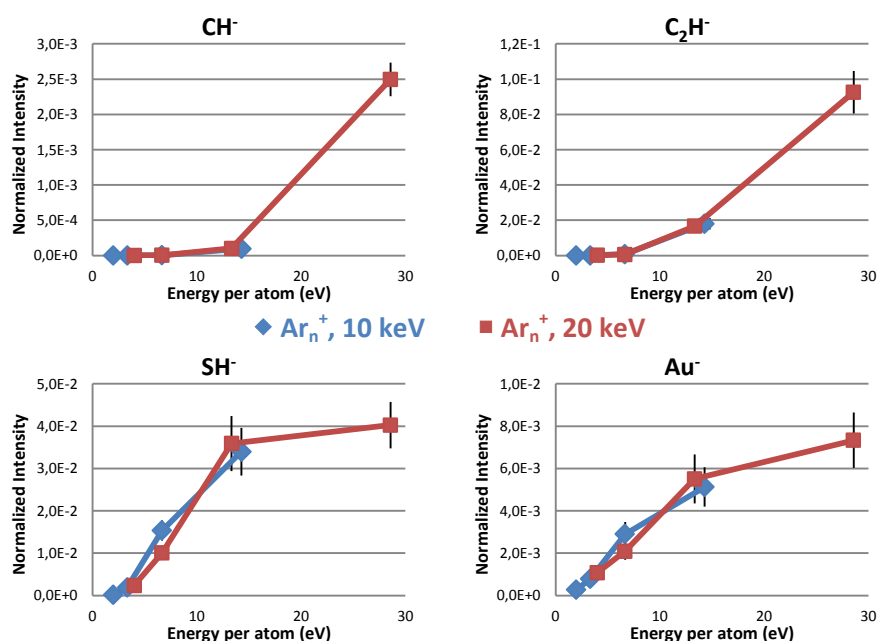 CH⁻
Normalized Intensity
3,0E-3
2,5E-3
2,0E-3
1,5E-3
1,0E-3
5,0E-4
0,0E+0
0 10 20 30
Energy per atom (eV)
C₂H⁻
Normalized Intensity
1,2E-1
1,0E-1
8,0E-2
6,0E-2
4,0E-2
2,0E-2
0,0E+0
0 10 20 30
Energy per atom (eV)
Arₙ⁺, 10 keV
Arₙ⁺, 20 keV
SH⁻
Normalized Intensity
5,0E-2
4,0E-2
3,0E-2
2,0E-2
1,0E-2
0,0E+0
0 10 20 30
Energy per atom (eV)
Au⁻
Normalized Intensity
1,0E-2
8,0E-3
6,0E-3
4,0E-3
2,0E-3
0,0E+0
0 10 20 30
Energy per atom (eV)